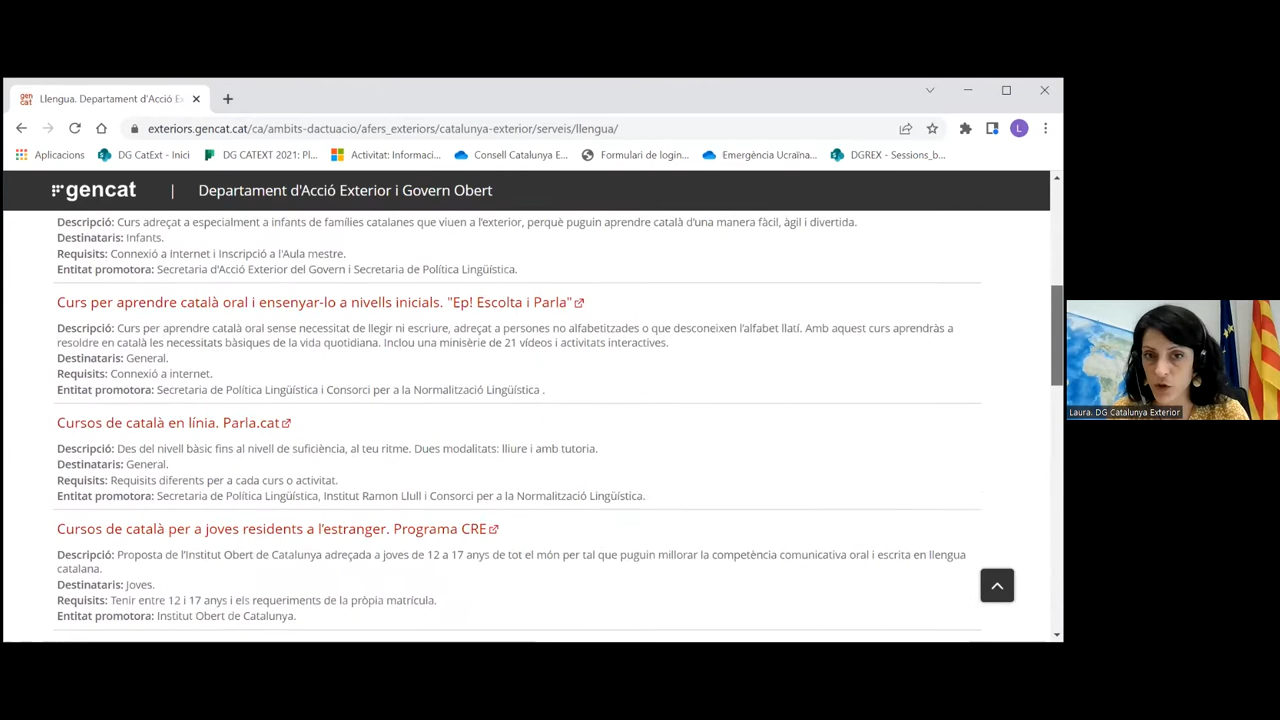 gen
cat
Llengua. Departament d'Acció E
exteriors.gencat.cat/ca/ambits-dactuacio/afers_exteriors/catalunya-exterior/serveis/llengua/
L
Aplicacions
DG CatExt - Inici
DG CATEXT 2021: Pl...
Activitat: Informaci...
Consell Catalunya E...
Formulari de login...
Emergència Ucraïna...
DGREX - Sessions_b...
gencat | Departament d'Acció Exterior i Govern Obert
Descripció: Curs adreçat a especialment a infants de famílies catalanes que viuen a l’exterior, perquè puguin aprendre català d’una manera fàcil, àgil i divertida.
Destinataris: Infants.
Requisits: Connexió a Internet i Inscripció a l'Aula mestre.
Entitat promotora: Secretaria d'Acció Exterior del Govern i Secretaria de Política Lingüística.
Curs per aprendre català oral i ensenyar-lo a nivells inicials. "Ep! Escolta i Parla"
Descripció: Curs per aprendre català oral sense necessitat de llegir ni escriure, adreçat a persones no alfabetitzades o que desconeixen l’alfabet llatí. Amb aquest curs aprendràs a
resoldre en català les necessitats bàsiques de la vida quotidiana. Inclou una minisèrie de 21 vídeos i activitats interactives.
Destinataris: General.
Requisits: Connexió a internet.
Entitat promotora: Secretaria de Política Lingüística i Consorci per a la Normalització Lingüística .
Cursos de català en línia. Parla.cat
Descripció: Des del nivell bàsic fins al nivell de suficiència, al teu ritme. Dues modalitats: lliure i amb tutoria.
Destinataris: General.
Requisits: Requisits diferents per a cada curs o activitat.
Entitat promotora: Secretaria de Política Lingüística, Institut Ramon Llull i Consorci per a la Normalització Lingüística.
Cursos de català per a joves residents a l’estranger. Programa CRE
Descripció: Proposta de l’Institut Obert de Catalunya adreçada a joves de 12 a 17 anys de tot el món per tal que puguin millorar la competència comunicativa oral i escrita en llengua
catalana.
Destinataris: Joves.
Requisits: Tenir entre 12 i 17 anys i els requeriments de la pròpia matrícula.
Entitat promotora: Institut Obert de Catalunya.
Laura. DG Catalunya Exterior